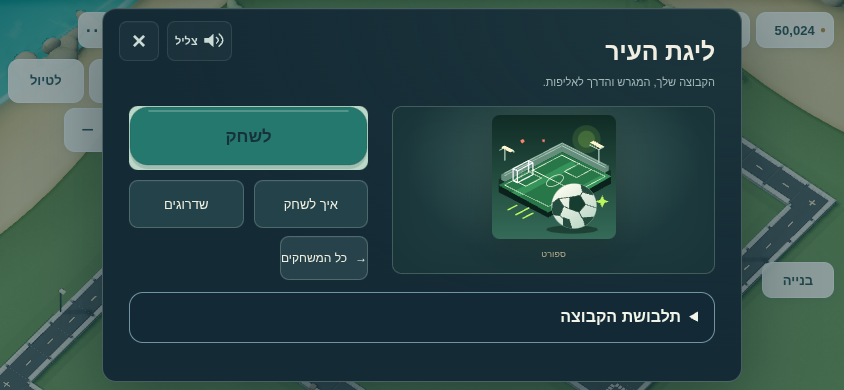 50,024
לטיול
בנייה
צליל
ליגת העיר
הקבוצה שלך, המגרש והדרך לאליפות.
ספורט
לשחק
איך לשחק
שדרוגים
→ כל המשחקים
תלבושת הקבוצה